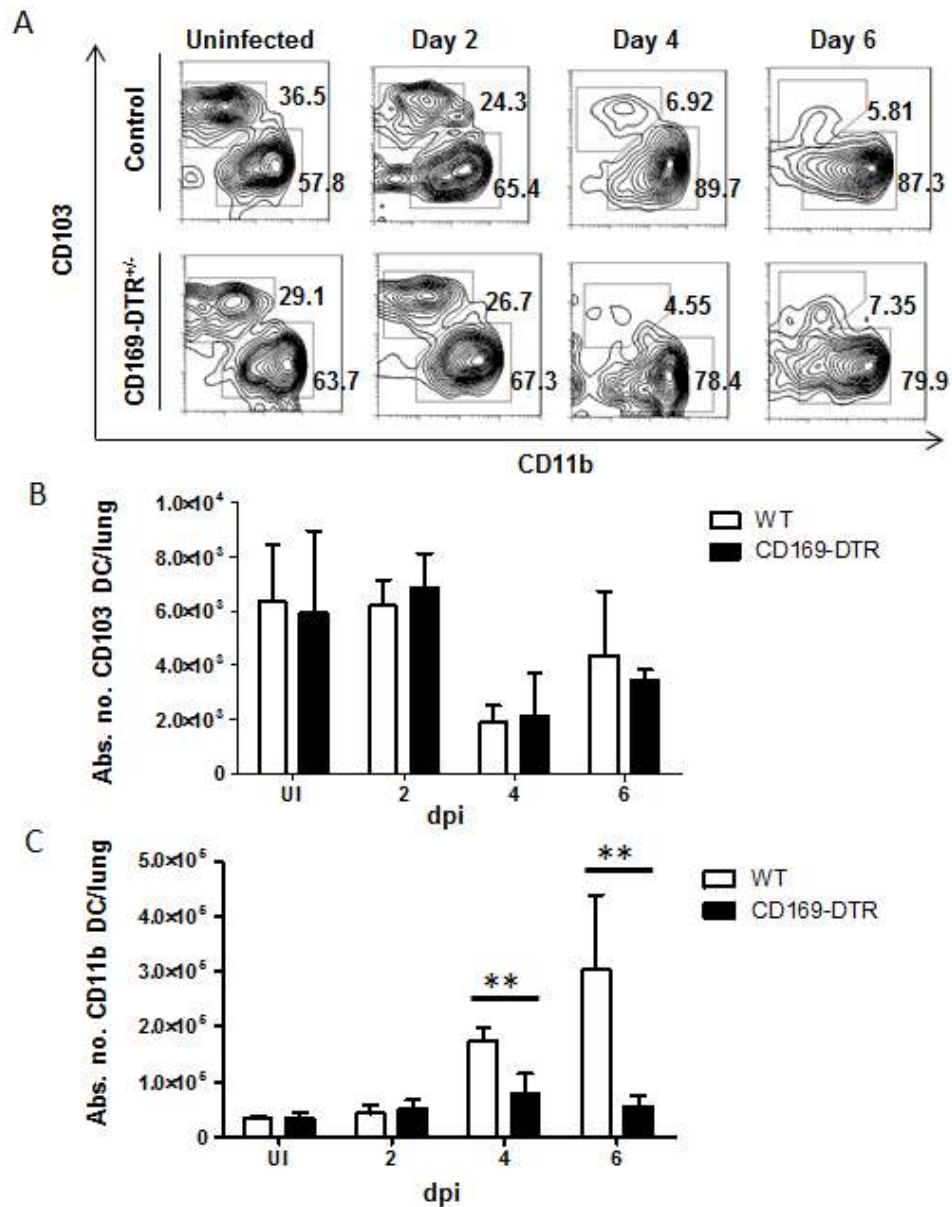 A
Uninfected Day 2 Day 4 Day 6
CD103
Control
36.5 24.3 6.92 5.81
57.8 65.4 89.7 87.3
CD169-DTR+/-
29.1 26.7 4.55 7.35
63.7 67.3 78.4 79.9
CD11b
B
Abs. no. CD103 DC/lung
1.0×10⁴
8.0×10³
6.0×10³
4.0×10³
2.0×10³
0
UI 2 4 6
dpi
WT
CD169-DTR
C
Abs. no. CD11b DC/lung
5.0×10⁵
4.0×10⁵
3.0×10⁵
2.0×10⁵
1.0×10⁵
0
**
**
UI 2 4 6
dpi
WT
CD169-DTR